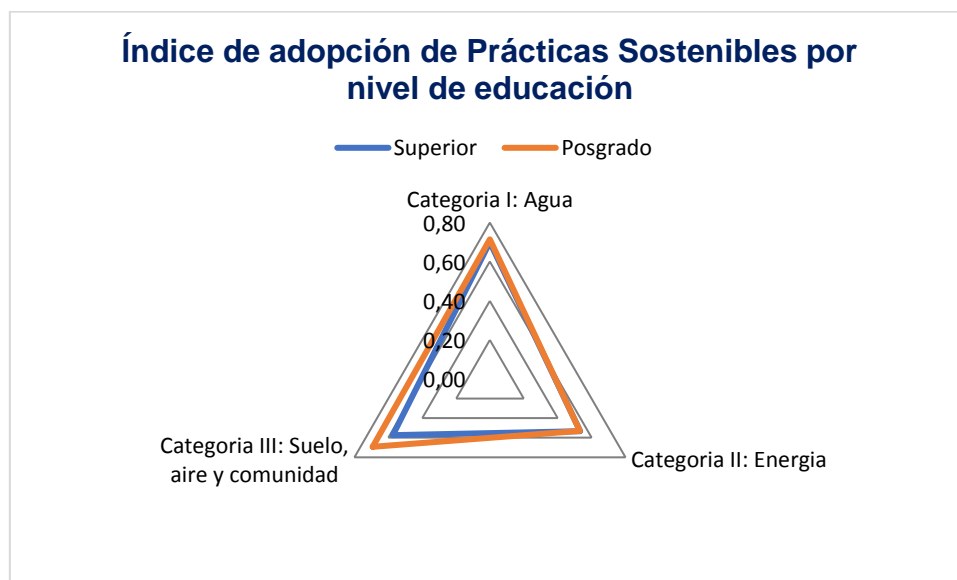 Índice de adopción de Prácticas Sostenibles por
nivel de educación
Superior
Posgrado
Categoria I: Agua
0,80
0,60
0,40
0,20
0,00
Categoria III: Suelo,
aire y comunidad
Categoria II: Energia